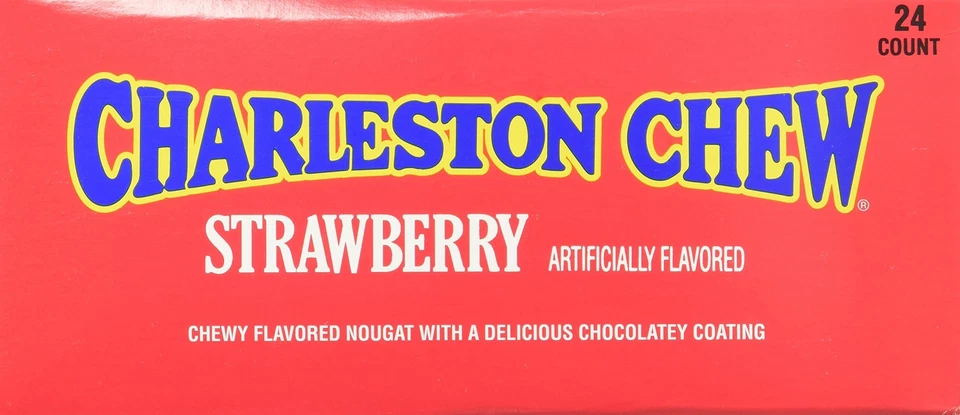 24
COUNT
CHARLESTON CHEW®
STRAWBERRY ARTIFICIALLY FLAVORED
CHEWY FLAVORED NOUGAT WITH A DELICIOUS CHOCOLATEY COATING